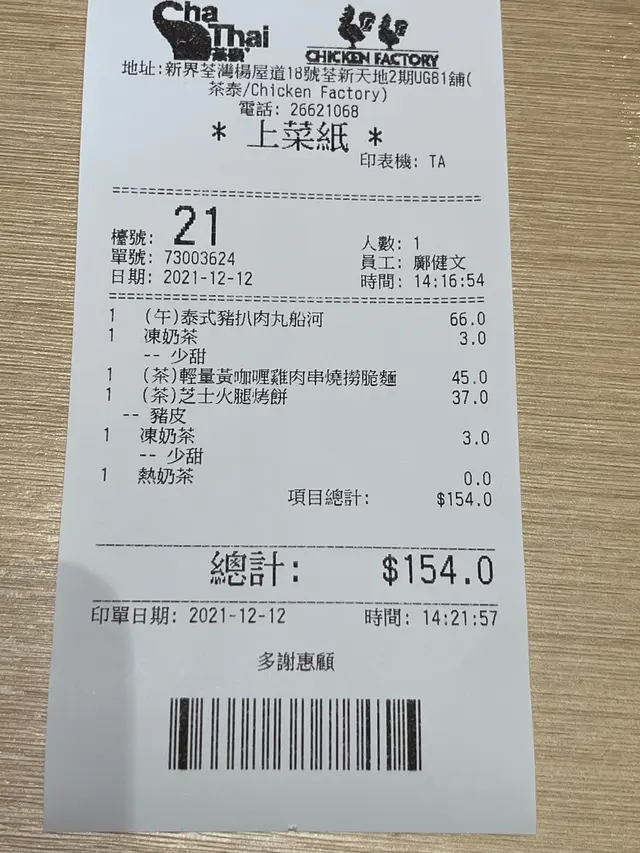 Cha Thai
茶泰
CHICKEN FACTORY
地址:新界荃灣楊屋道18號荃新天地2期UG81舖(
茶泰/Chicken Factory)
電話: 26621068
* 上菜紙 *
印表機: TA
檯號: 21
人數: 1
單號: 73003624
員工: 鄺健文
日期: 2021-12-12
時間: 14:16:54
1 (午)泰式豬扒肉丸船河 66.0
1 凍奶茶 3.0
-- 少甜
1 (茶)輕量黃咖喱雞肉串燒撈脆麵 45.0
1 (茶)芝士火腿烤餅 37.0
-- 豬皮
1 凍奶茶 3.0
-- 少甜
1 熱奶茶 0.0
項目總計: $154.0
總計: $154.0
印單日期: 2021-12-12 時間: 14:21:57
多謝惠顧